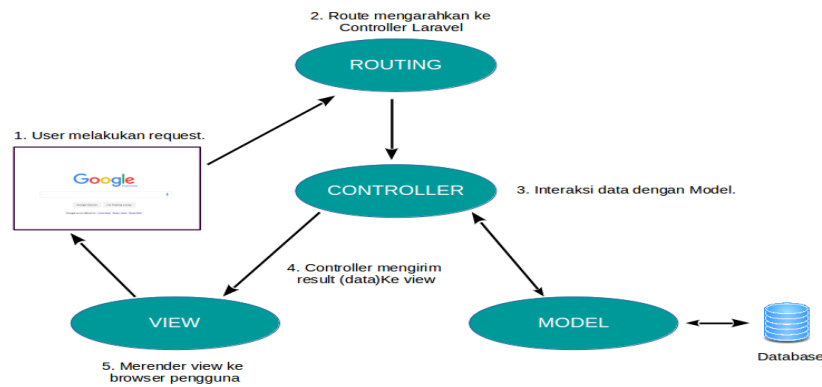 2. Route mengarahkan ke
Controller Laravel
ROUTING
1. User melakukan request.
Google
CONTROLLER
3. Interaksi data dengan Model.
4. Controller mengirim
result (data)Ke view
VIEW
MODEL
Database
5. Merender view ke
browser pengguna